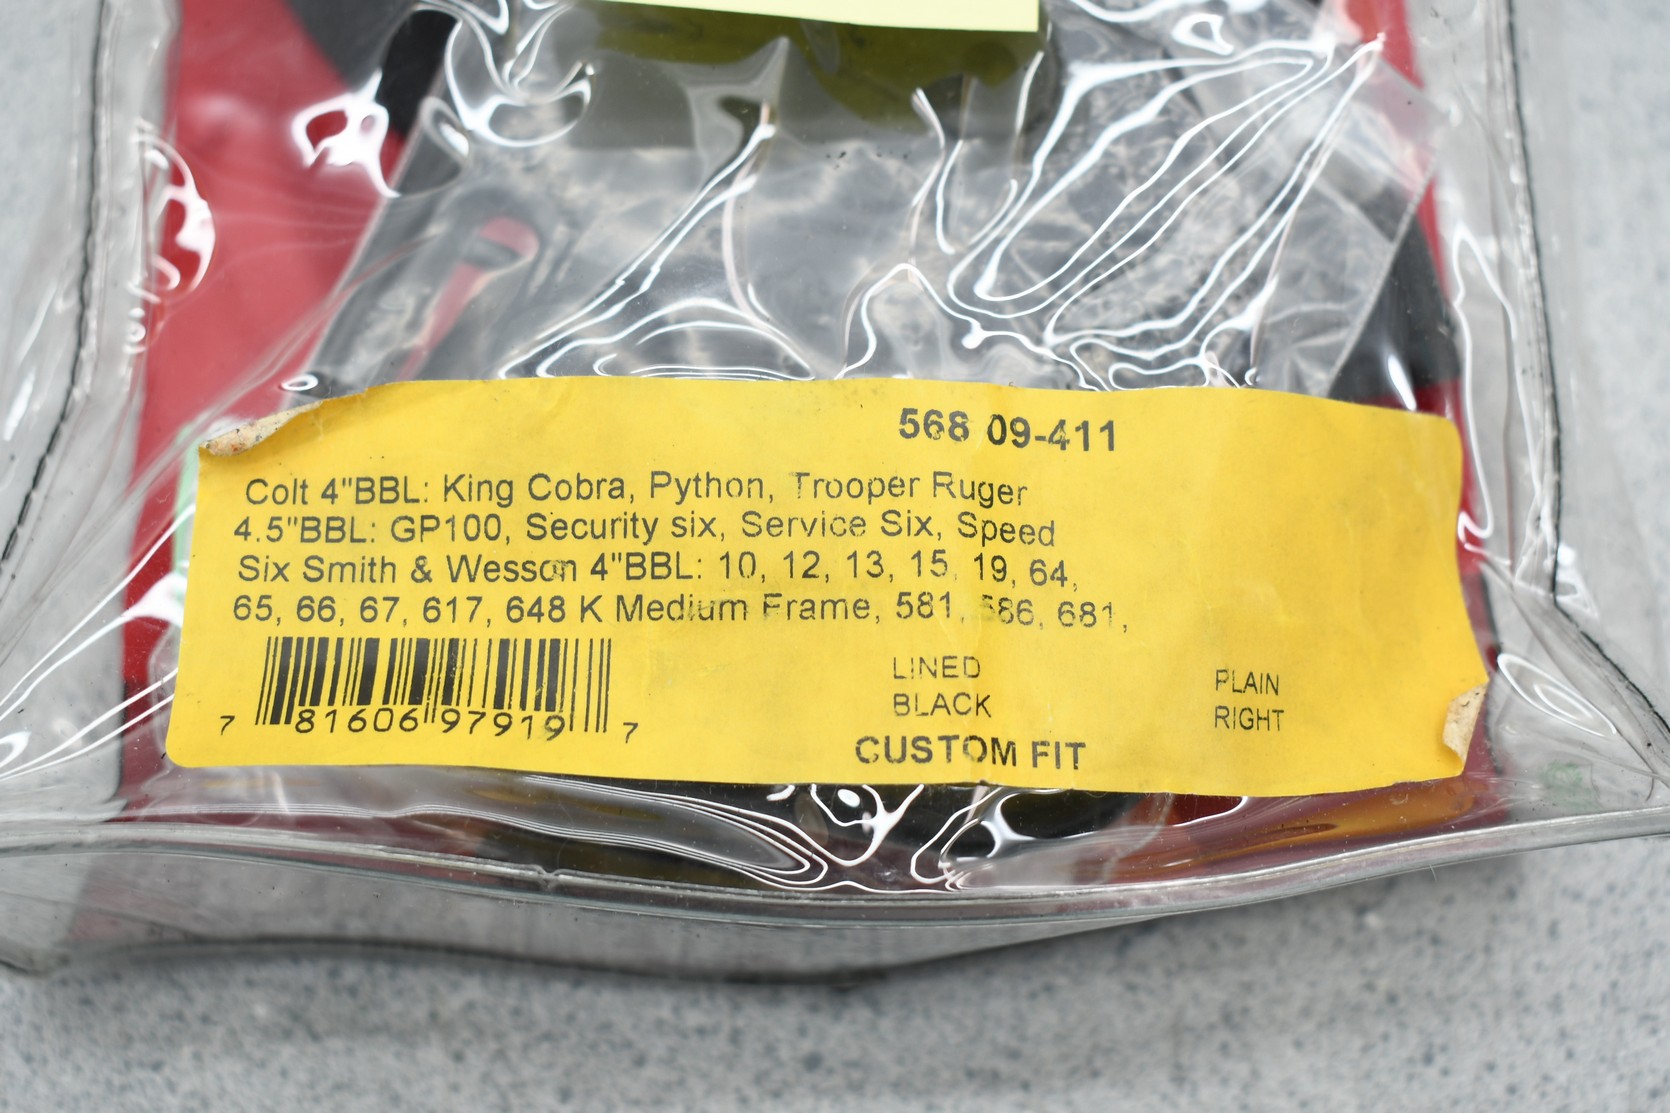 568 09-411
Colt 4"BBL: King Cobra, Python, Trooper Ruger
4.5"BBL: GP100, Security six, Service Six, Speed
Six Smith & Wesson 4"BBL: 10, 12, 13, 15, 19, 64,
65, 66, 67, 617, 648 K Medium Frame, 581, 586, 681,
LINED PLAIN
BLACK RIGHT
7 81606 97919 7
CUSTOM FIT